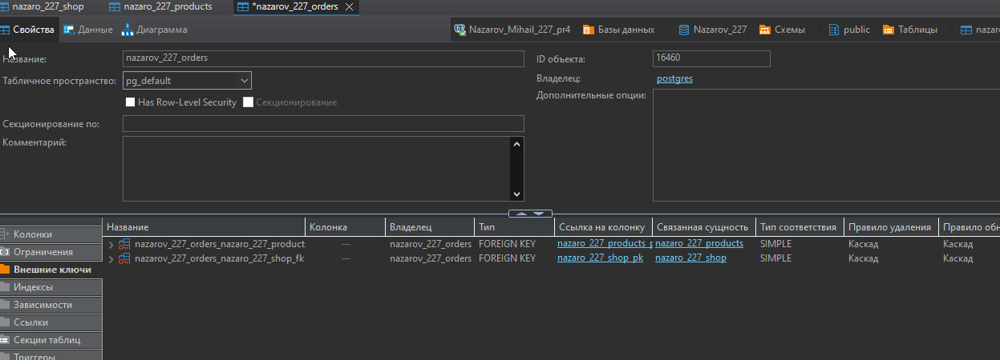 nazaro_227_shop nazaro_227_products *nazarov_227_orders
Свойства Данные Диаграмма Nazarov_Mihail_227_pr4 Базы данных Nazarov_227 Схемы public Таблицы nazaro
Название: nazarov_227_orders ID объекта: 16460
Табличное пространство: pg_default Владелец: postgres
Has Row-Level Security Секционирование Дополнительные опции:
Секционирование по:
Комментарий:
Название Колонка Владелец Тип Ссылка на колонку Связанная сущность Тип соответствия Правило удаления Правило обн
Колонки nazarov_227_orders_nazaro_227_product — nazarov_227_orders FOREIGN KEY nazaro_227_products_p nazaro_227_products SIMPLE Каскад Каскад
Ограничения nazarov_227_orders_nazaro_227_shop_fk — nazarov_227_orders FOREIGN KEY nazaro_227_shop_pk nazaro_227_shop SIMPLE Каскад Каскад
Внешние ключи
Индексы
Зависимости
Ссылки
Секции таблиц
Триггеры